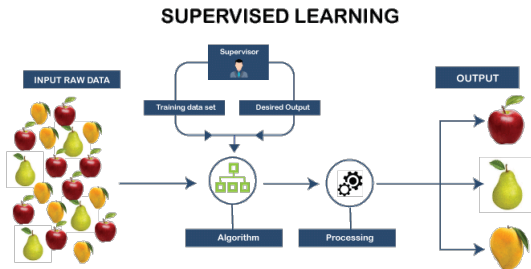 SUPERVISED LEARNING
Supervisor
INPUT RAW DATA
OUTPUT
Training data set
Desired Output
Algorithm
Processing